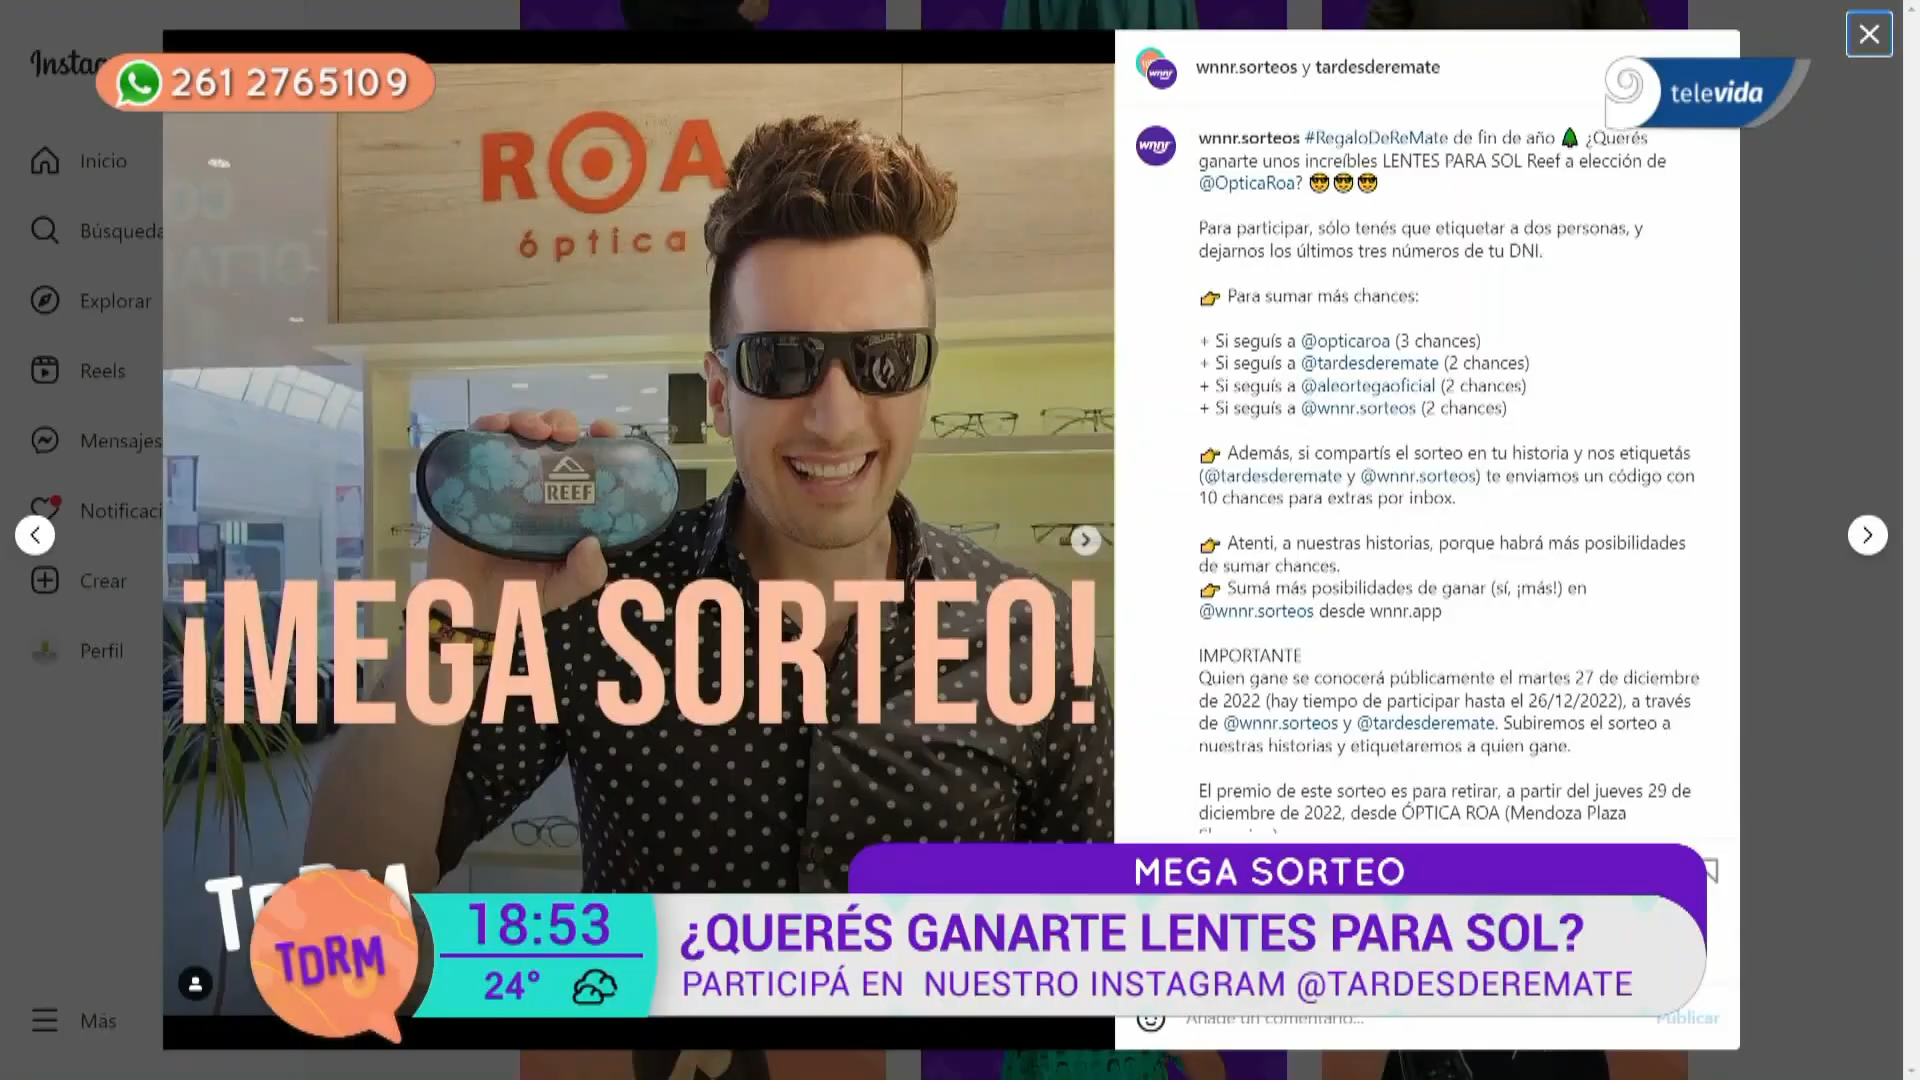 261 2765109
Inicio
Búsqueda
Explorar
Reels
Mensajes
Notificaci
Crear
Perfil
Más
ROA
óptica
REEF
¡MEGA SORTEO!
wnnr.sorteos y tardesderemate
televida
wnnr
wnnr.sorteos #RegaloDeReMate de fin de año 🌲 ¿Querés
ganarte unos increíbles LENTES PARA SOL Reef a elección de
@OpticaRoa? 😎😎😎
Para participar, sólo tenés que etiquetar a dos personas, y
dejarnos los últimos tres números de tu DNI.
👉 Para sumar más chances:
+ Si seguís a @opticaroa (3 chances)
+ Si seguís a @tardesderemate (2 chances)
+ Si seguís a @aleortegaoficial (2 chances)
+ Si seguís a @wnnr.sorteos (2 chances)
👉 Además, si compartís el sorteo en tu historia y nos etiquetás
(@tardesderemate y @wnnr.sorteos) te enviamos un código con
10 chances para extras por inbox.
👉 Atenti, a nuestras historias, porque habrá más posibilidades
de sumar chances.
👉 Sumá más posibilidades de ganar (sí, ¡más!) en
@wnnr.sorteos desde wnnr.app
IMPORTANTE
Quien gane se conocerá públicamente el martes 27 de diciembre
de 2022 (hay tiempo de participar hasta el 26/12/2022), a través
de @wnnr.sorteos y @tardesderemate. Subiremos el sorteo a
nuestras historias y etiquetaremos a quien gane.
El premio de este sorteo es para retirar, a partir del jueves 29 de
diciembre de 2022, desde ÓPTICA ROA (Mendoza Plaza
MEGA SORTEO
TDRM
18:53
24°
¿QUERÉS GANARTE LENTES PARA SOL?
PARTICIPÁ EN NUESTRO INSTAGRAM @TARDESDEREMATE
Añade un comentario...
Publicar